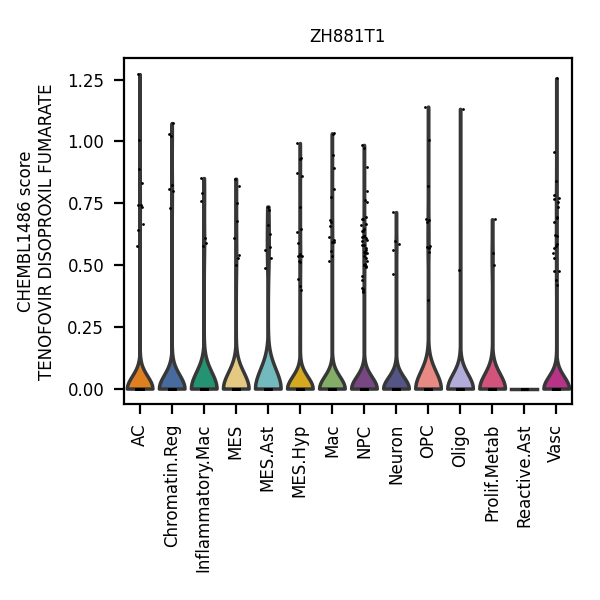 ZH881T1
CHEMBL1486 score
TENOFOVIR DISOPROXIL FUMARATE
1.25
1.00
0.75
0.50
0.25
0.00
AC
Chromatin.Reg
Inflammatory.Mac
MES
MES.Ast
MES.Hyp
Mac
NPC
Neuron
OPC
Oligo
Prolif.Metab
Reactive.Ast
Vasc